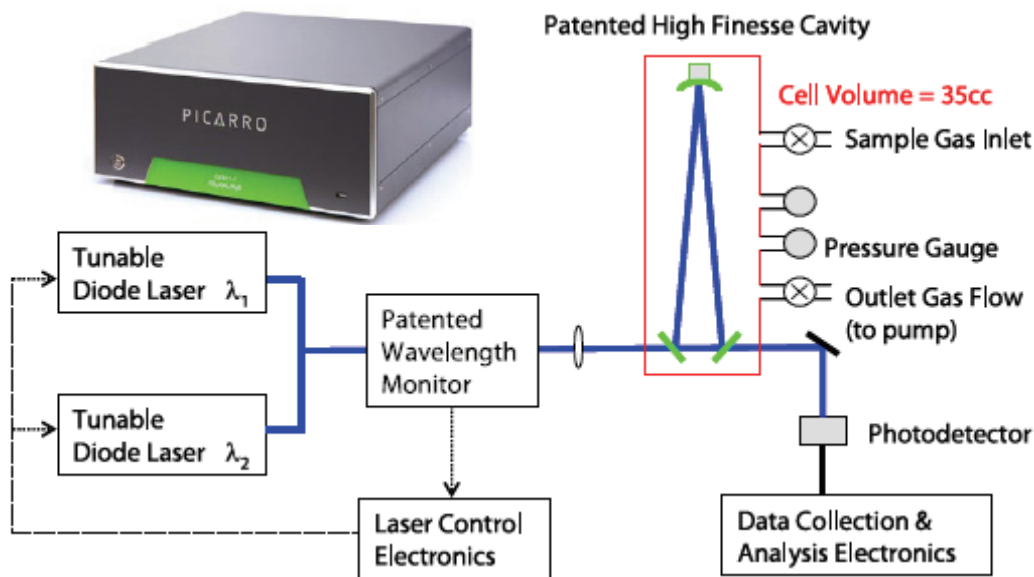 Patented High Finesse Cavity
PICARRO
Cell Volume = 35cc
Sample Gas Inlet
Pressure Gauge
Outlet Gas Flow
(to pump)
Tunable
Diode Laser λ₁
Patented
Wavelength
Monitor
Tunable
Diode Laser λ₂
Photodetector
Laser Control
Electronics
Data Collection &
Analysis Electronics